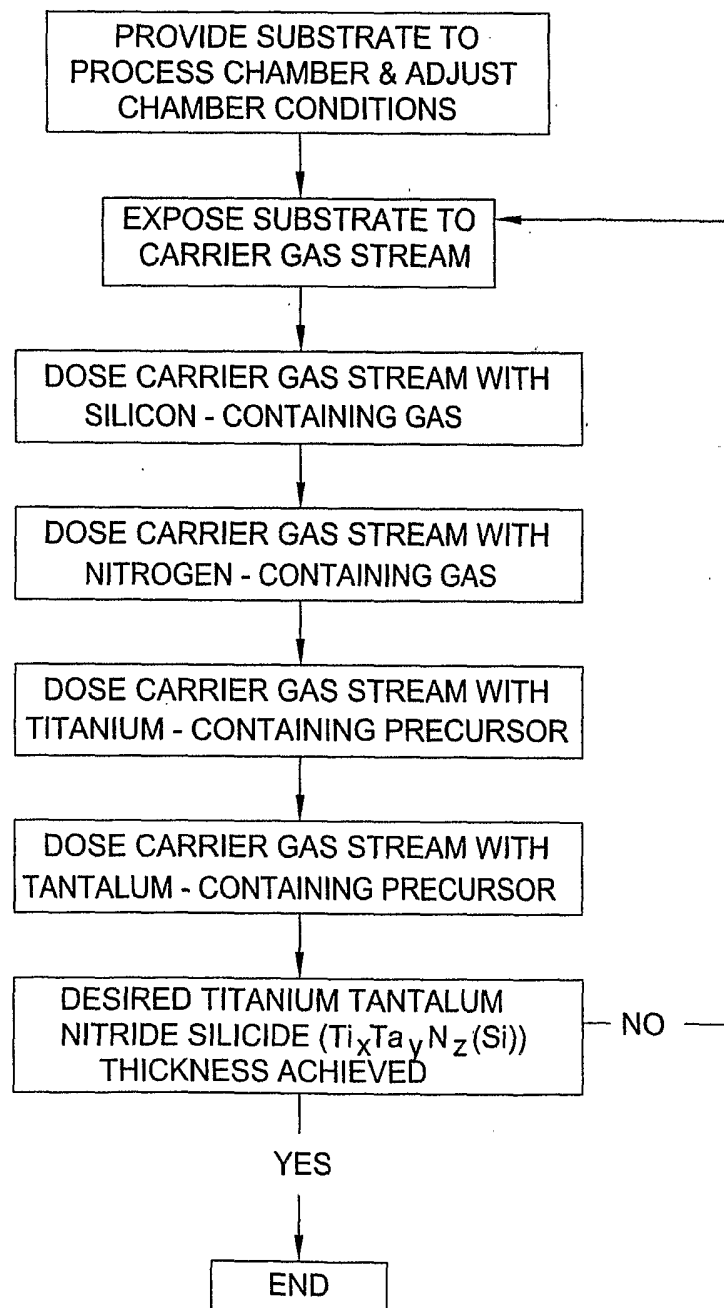 PROVIDE SUBSTRATE TO
PROCESS CHAMBER & ADJUST
CHAMBER CONDITIONS
EXPOSE SUBSTRATE TO
CARRIER GAS STREAM
DOSE CARRIER GAS STREAM WITH
SILICON - CONTAINING GAS
DOSE CARRIER GAS STREAM WITH
NITROGEN - CONTAINING GAS
DOSE CARRIER GAS STREAM WITH
TITANIUM - CONTAINING PRECURSOR
DOSE CARRIER GAS STREAM WITH
TANTALUM - CONTAINING PRECURSOR
DESIRED TITANIUM TANTALUM
NITRIDE SILICIDE (TixTayNz(Si))
THICKNESS ACHIEVED
NO
YES
END